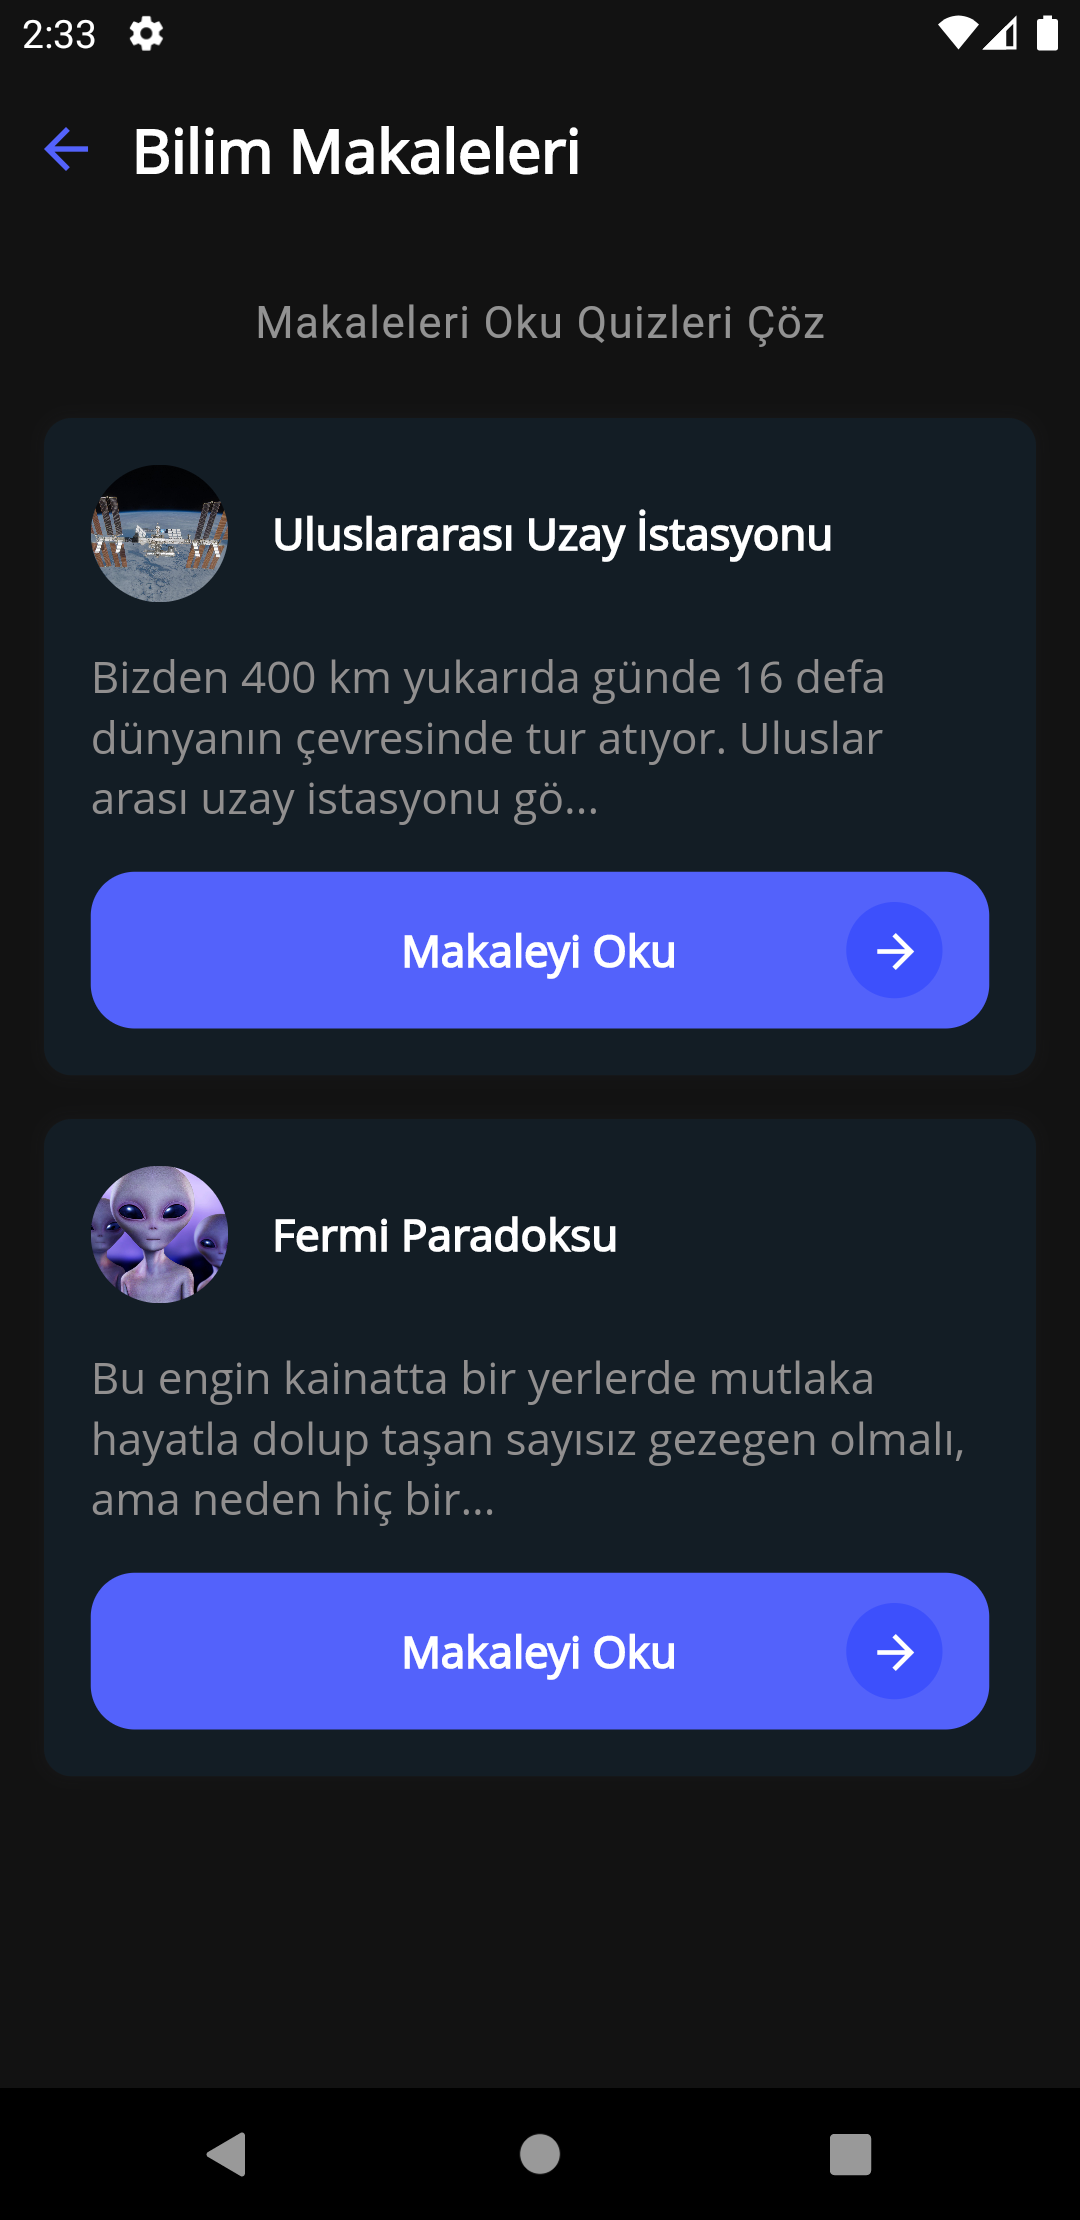 2:33
Bilim Makaleleri
Makaleleri Oku Quizleri Çöz
Uluslararası Uzay İstasyonu
Bizden 400 km yukarıda günde 16 defa
dünyanın çevresinde tur atıyor. Uluslar
arası uzay istasyonu gö...
Makaleyi Oku
Fermi Paradoksu
Bu engin kainatta bir yerlerde mutlaka
hayatla dolup taşan sayısız gezegen olmalı,
ama neden hiç bir...
Makaleyi Oku